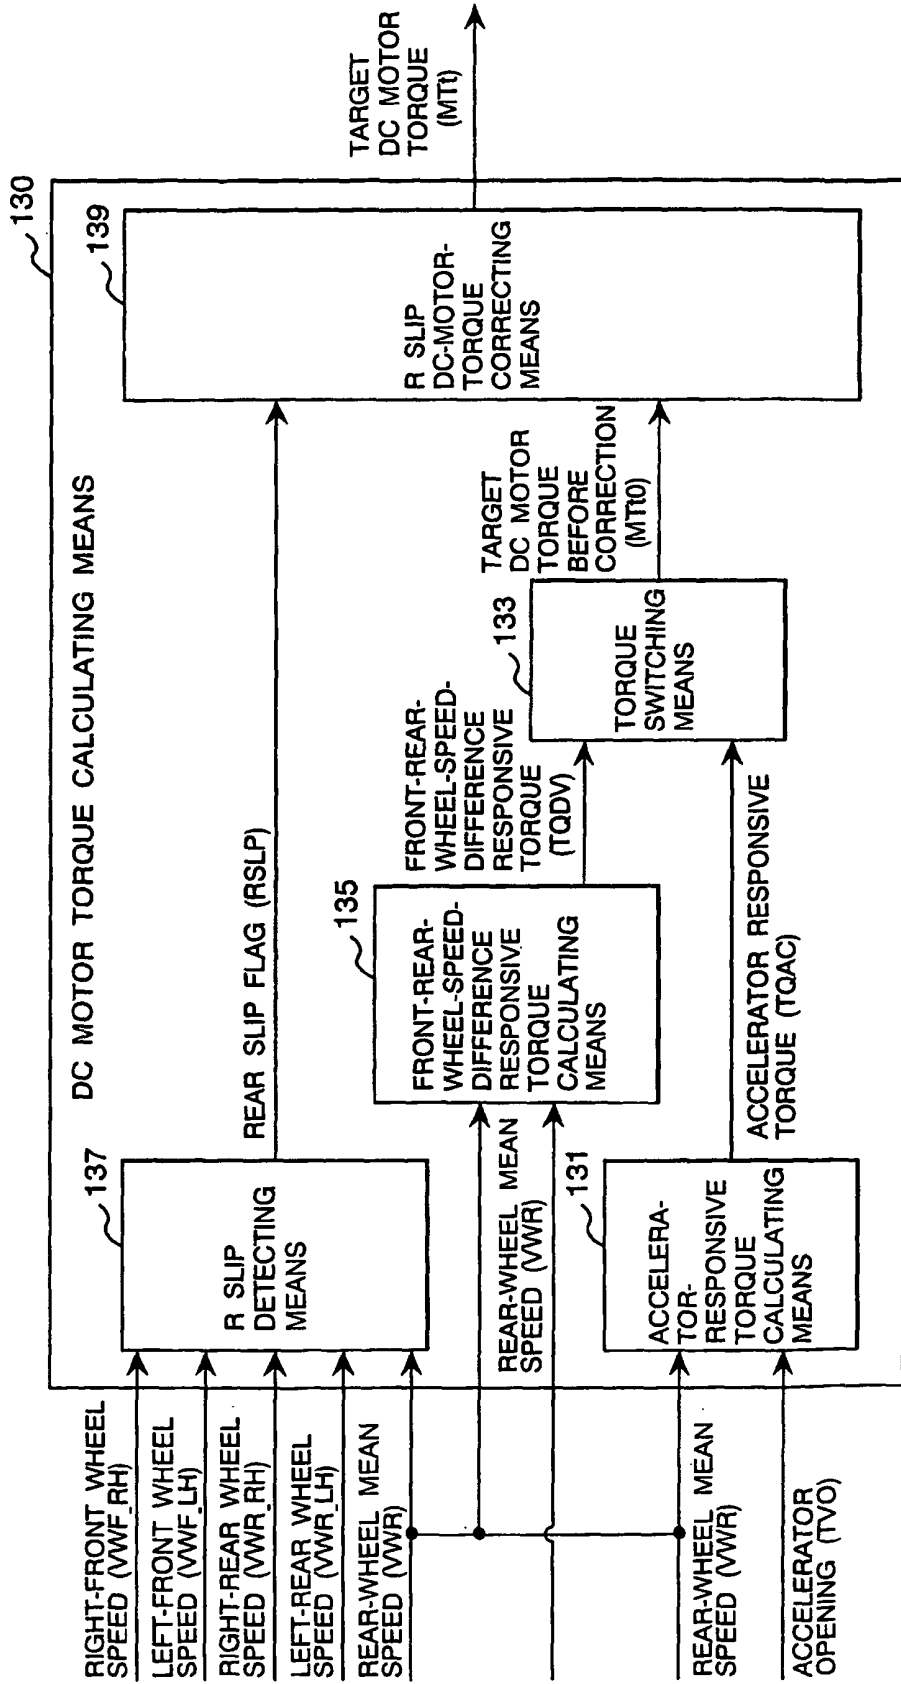 130
DC MOTOR TORQUE CALCULATING MEANS
RIGHT-FRONT WHEEL
SPEED (VWF_RH)
LEFT-FRONT WHEEL
SPEED (VWF_LH)
RIGHT-REAR WHEEL
SPEED (VWR_RH)
LEFT-REAR WHEEL
SPEED (VWR_LH)
REAR-WHEEL MEAN
SPEED (VWR)
137
R SLIP
DETECTING
MEANS
REAR SLIP FLAG (RSLP)
139
R SLIP
DC-MOTOR-
TORQUE
CORRECTING
MEANS
TARGET
DC MOTOR
TORQUE
(MTt)
REAR-WHEEL MEAN
SPEED (VWR)
135
FRONT-REAR-
WHEEL-SPEED-
DIFFERENCE
RESPONSIVE
TORQUE
CALCULATING
MEANS
FRONT-REAR-
WHEEL-SPEED-
DIFFERENCE
RESPONSIVE
TORQUE
(TQDV)
133
TORQUE
SWITCHING
MEANS
TARGET
DC MOTOR
TORQUE
BEFORE
CORRECTION
(MTt0)
REAR-WHEEL MEAN
SPEED (VWR)
ACCELERATOR
OPENING (TVO)
131
ACCELERA-
TOR-
RESPONSIVE
TORQUE
CALCULATING
MEANS
ACCELERATOR RESPONSIVE
TORQUE (TQAC)